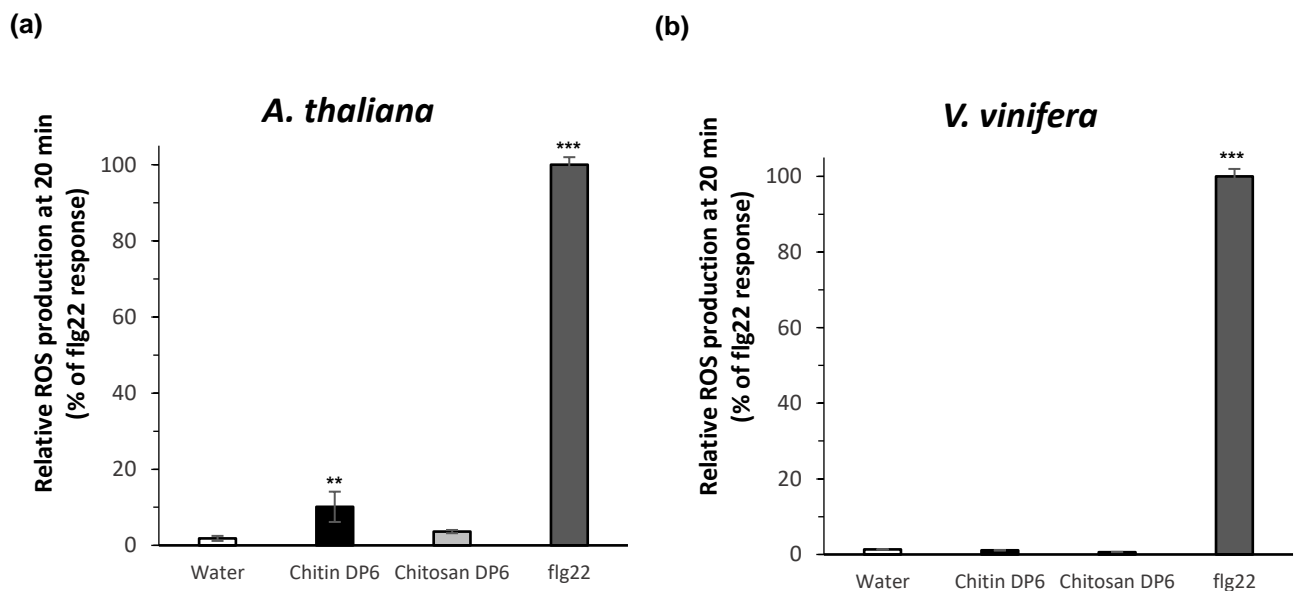 (a)
A. thaliana
Relative ROS production at 20 min
(% of flg22 response)
***
100
80
60
40
20
**
0
Water Chitin DP6 Chitosan DP6 flg22
(b)
V. vinifera
Relative ROS production at 20 min
(% of flg22 response)
***
100
80
60
40
20
0
Water Chitin DP6 Chitosan DP6 flg22